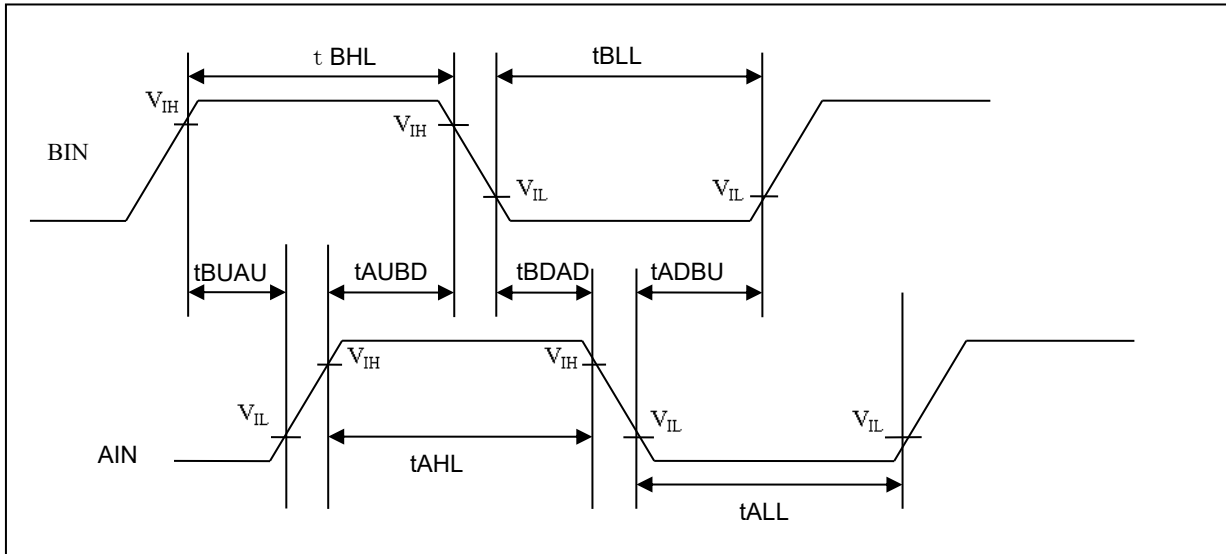 t BHL
tBLL
VIH
VIH
BIN
VIL
VIL
tBUAU
tAUBD
tBDAD
tADBU
VIH
VIH
VIL
VIL
VIL
AIN
tAHL
tALL